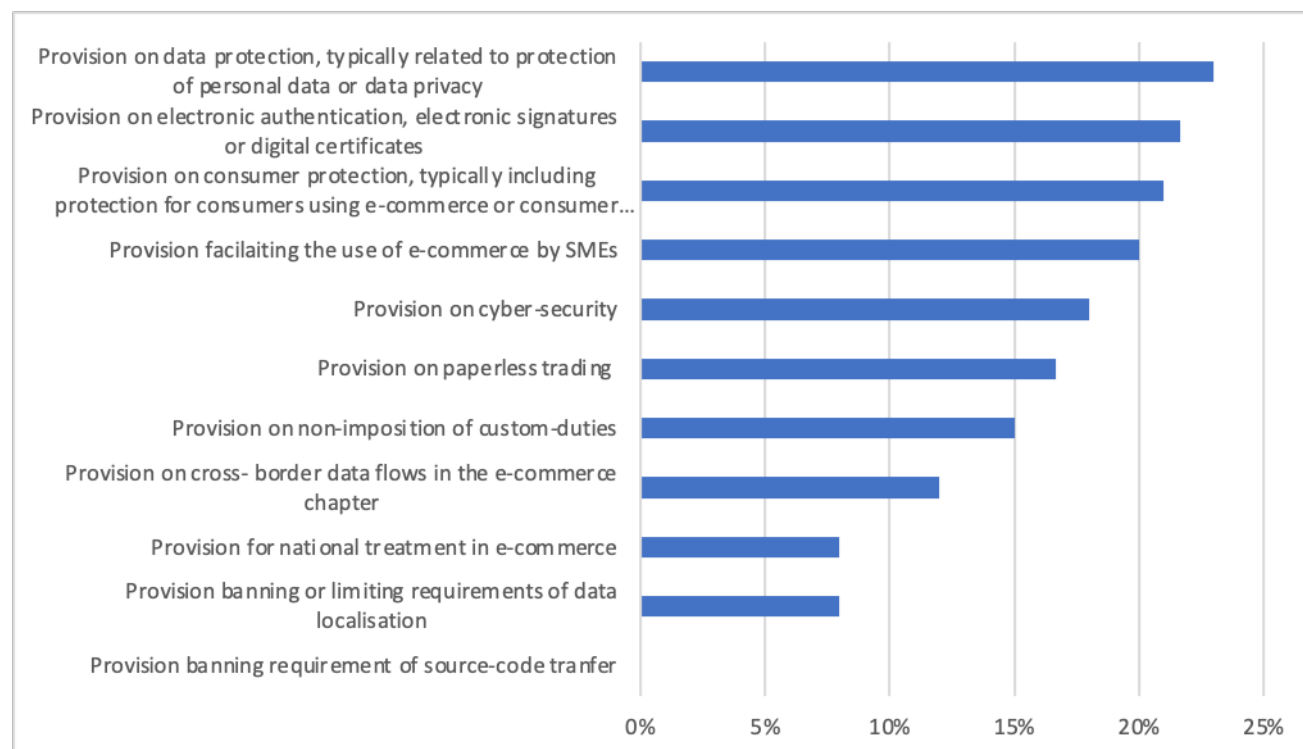 Provision on data protection, typically related to protection
of personal data or data privacy
Provision on electronic authentication, electronic signatures
or digital certificates
Provision on consumer protection, typically including
protection for consumers using e-commerce or consumer...
Provision facilaiting the use of e-commerce by SMEs
Provision on cyber-security
Provision on paperless trading
Provision on non-imposition of custom-duties
Provision on cross- border data flows in the e-commerce
chapter
Provision for national treatment in e-commerce
Provision banning or limiting requirements of data
localisation
Provision banning requirement of source-code tranfer
0% 5% 10% 15% 20% 25%